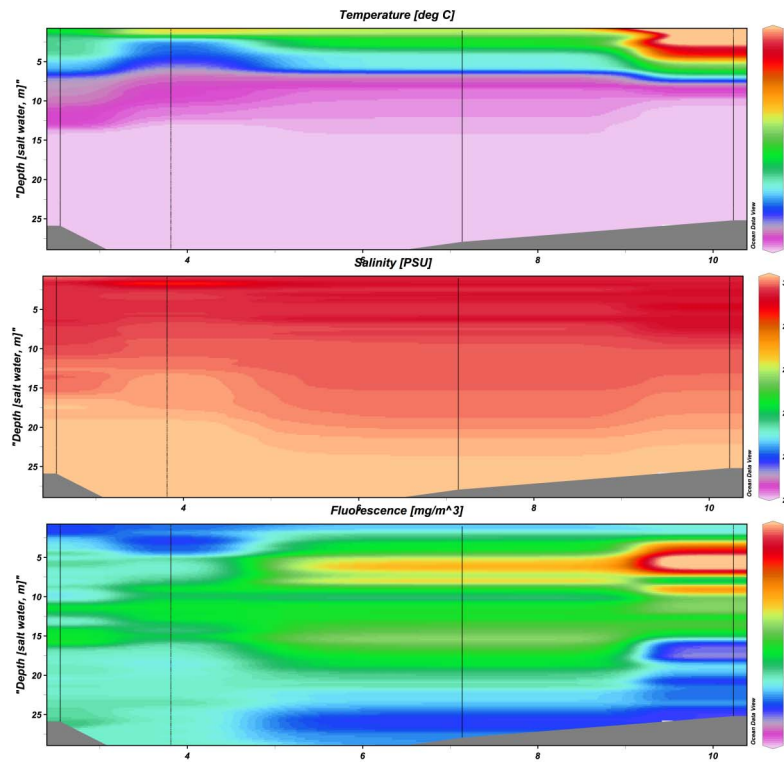 Temperature [deg C]
"Depth [salt water, m]"
5
10
15
20
25
4
6
8
10
Ocean Data View
Salinity [PSU]
"Depth [salt water, m]"
5
10
15
20
25
4
8
10
Ocean Data View
Fluorescence [mg/m^3]
"Depth [salt water, m]"
5
10
15
20
25
4
6
8
10
Ocean Data View